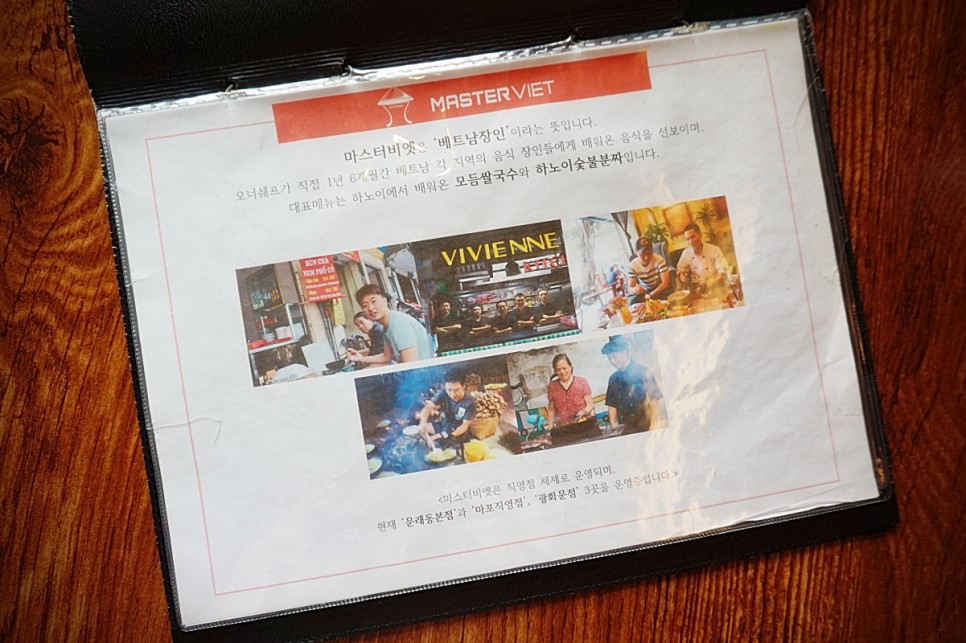 MASTERVIET
마스터비엣은 '베트남장인'이라는 뜻입니다.
오너쉐프가 직접 1년 6개월간 베트남 각 지역의 음식 장인들에게 배워온 음식을 선보이며,
대표메뉴는 하노이에서 배워온 모듬쌀국수와 하노이숯불분짜입니다.
BÚN CHẢ
NEM PHỐ CỔ
VIVIENNE
<마스터비엣은 직영점 체제로 운영되며,
현재 '문래동본점'과 '마포직영점', '광화문점' 3곳을 운영중입니다>